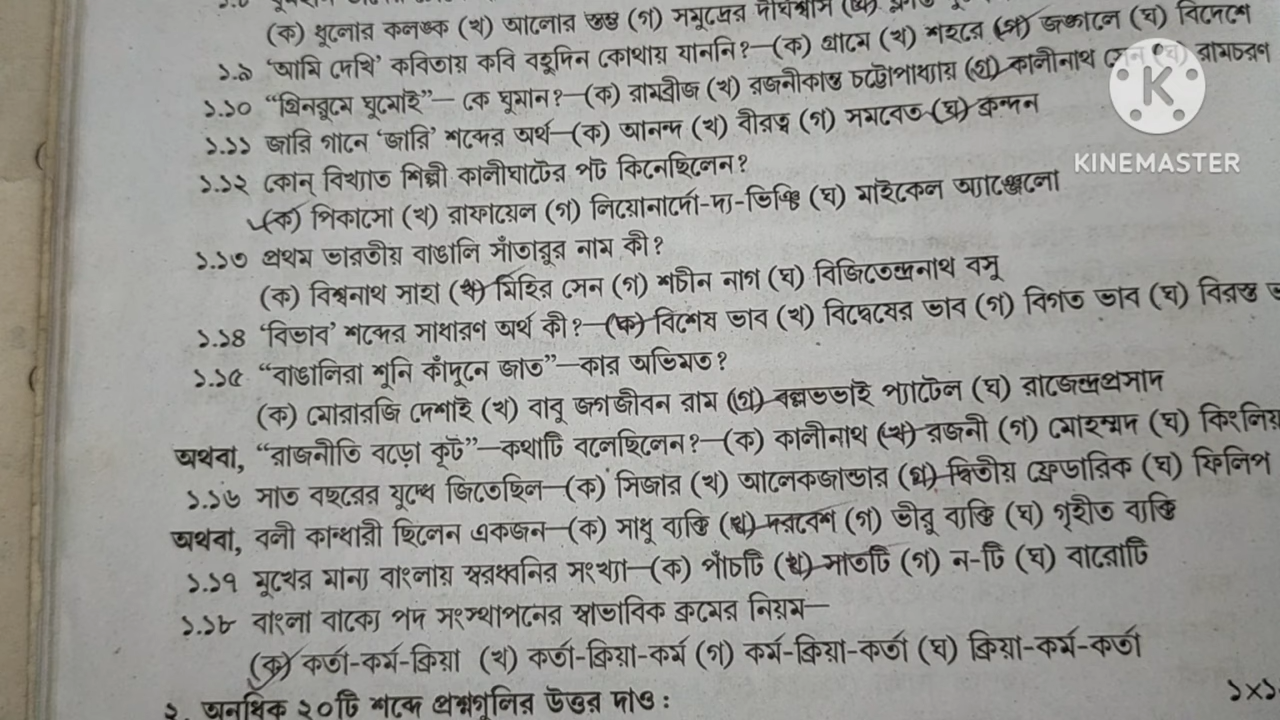 (ক) ধুলোর কলঙ্ক (খ) আলোর স্তম্ভ (গ) সমুদ্রের দীর্ঘশ্বাস
১.৯ 'আমি দেখি' কবিতায় কবি বহুদিন কোথায় যাননি?—(ক) গ্রামে (খ) শহরে (গ) জঙ্গলে (ঘ) বিদেশে
১.১০ "গ্রিনরুমে ঘুমোই"— কে ঘুমান?—(ক) রামব্রীজ (খ) রজনীকান্ত চট্টোপাধ্যায় (গ) কালীনাথ সেন (ঘ) রামচরণ
১.১১ জারি গানে 'জারি' শব্দের অর্থ—(ক) আনন্দ (খ) বীরত্ব (গ) সমবেত (ঘ) ক্রন্দন
১.১২ কোন্ বিখ্যাত শিল্পী কালীঘাটের পট কিনেছিলেন?
(ক) পিকাসো (খ) রাফায়েল (গ) লিয়োনার্দো-দ্য-ভিঞ্চি (ঘ) মাইকেল অ্যাঞ্জেলো
১.১৩ প্রথম ভারতীয় বাঙালি সাঁতারুর নাম কী?
(ক) বিশ্বনাথ সাহা (খ) মিহির সেন (গ) শচীন নাগ (ঘ) বিজিতেন্দ্রনাথ বসু
১.১৪ 'বিভাব' শব্দের সাধারণ অর্থ কী?—(ক) বিশেষ ভাব (খ) বিদ্বেষের ভাব (গ) বিগত ভাব (ঘ) বিরক্ত
১.১৫ "বাঙালিরা শুনি কাঁদুনে জাত"—কার অভিমত?
(ক) মোরারজি দেশাই (খ) বাবু জগজীবন রাম (গ) বল্লভভাই প্যাটেল (ঘ) রাজেন্দ্রপ্রসাদ
অথবা, "রাজনীতি বড়ো কূট"—কথাটি বলেছিলেন?—(ক) কালীনাথ (খ) রজনী (গ) মোহম্মদ (ঘ) কিংলিয়
১.১৬ সাত বছরের যুদ্ধে জিতেছিল—(ক) সিজার (খ) আলেকজান্ডার (গ) দ্বিতীয় ফ্রেডারিক (ঘ) ফিলিপ
অথবা, বলী কান্ধারী ছিলেন একজন—(ক) সাধু ব্যক্তি (খ) দরবেশ (গ) ভীরু ব্যক্তি (ঘ) গৃহীত ব্যক্তি
১.১৭ মুখের মান্য বাংলায় স্বরধ্বনির সংখ্যা—(ক) পাঁচটি (খ) সাতটি (গ) ন-টি (ঘ) বারোটি
১.১৮ বাংলা বাক্যে পদ সংস্থাপনের স্বাভাবিক ক্রমের নিয়ম—
(ক) কর্তা-কর্ম-ক্রিয়া (খ) কর্তা-ক্রিয়া-কর্ম (গ) কর্ম-ক্রিয়া-কর্তা (ঘ) ক্রিয়া-কর্ম-কর্তা
২. অনধিক ২০টি শব্দে প্রশ্নগুলির উত্তর দাও :
K
KINEMASTER